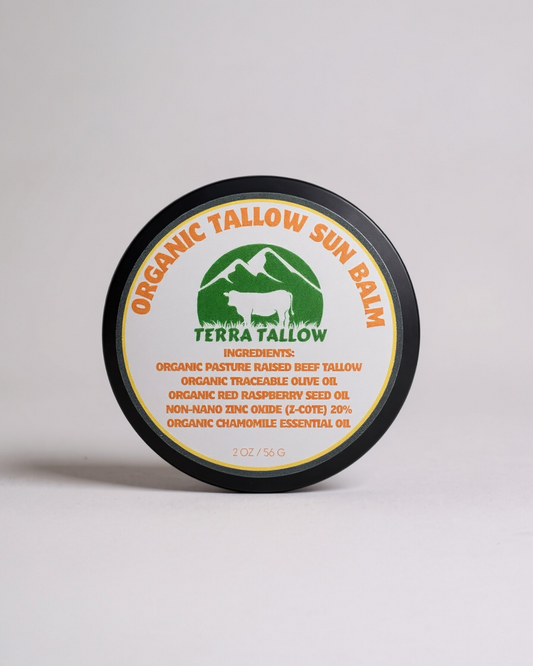 ORGANIC TALLOW SUN BALM
TERRA TALLOW
INGREDIENTS:
ORGANIC PASTURE RAISED BEEF TALLOW
ORGANIC TRACEABLE OLIVE OIL
ORGANIC RED RASPBERRY SEED OIL
NON-NANO ZINC OXIDE (Z-COTE) 20%
ORGANIC CHAMOMILE ESSENTIAL OIL
2 OZ / 56 G